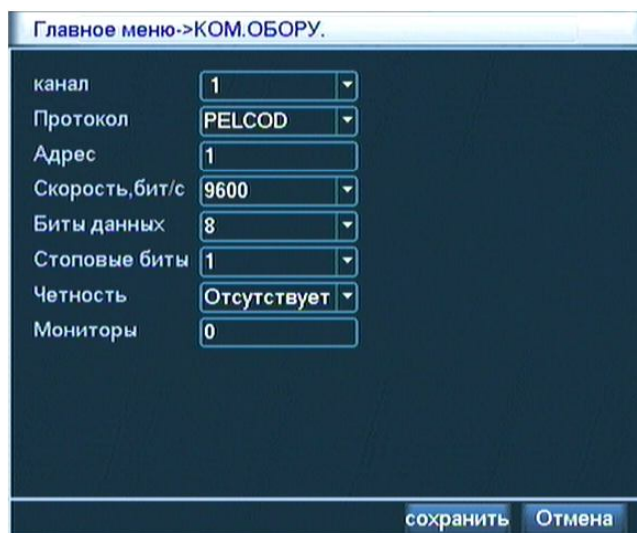 Главное меню->КОМ.ОБОРУ.
канал 1
Протокол PELCOD
Адрес 1
Скорость,бит/с 9600
Биты данных 8
Стоповые биты 1
Четность Отсутствует
Мониторы 0
сохранить Отмена